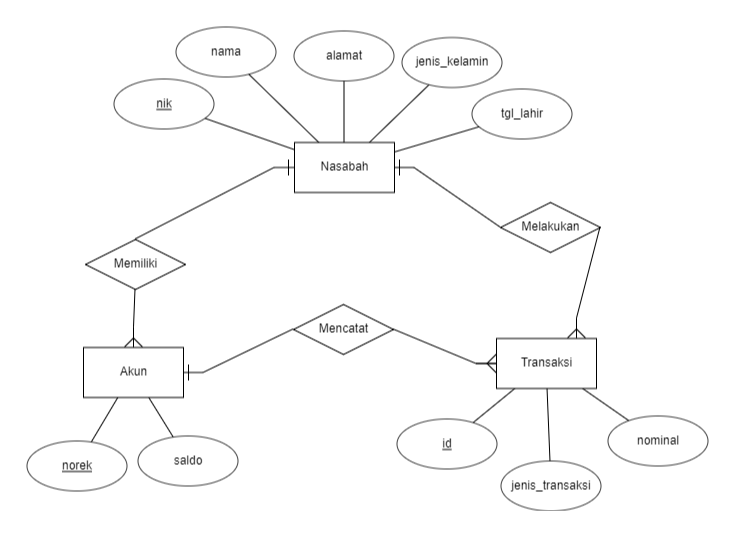 nama
alamat
jenis_kelamin
nik
tgl_lahir
Nasabah
Melakukan
Memiliki
Mencatat
Akun
Transaksi
norek
saldo
id
nominal
jenis_transaksi